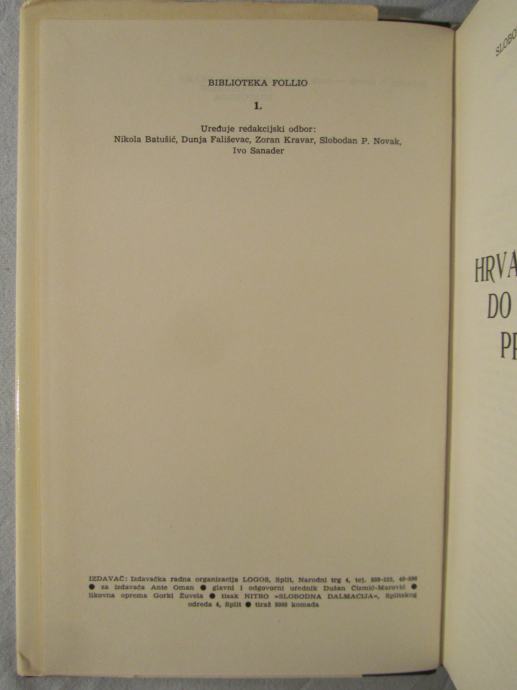 BIBLIOTEKA FOLLIO
1.
Uređuje redakcijski odbor:
Nikola Batušić, Dunja Fališevac, Zoran Kravar, Slobodan P. Novak,
Ivo Sanader
IZDAVAČ: Izdavačka radna organizacija LOGOS, Split, Narodni trg 4,
● za izdavača Ante Oman ● glavni i odgovorni urednik Dušan Čizmić-Marović ●
likovna oprema Gorki Žuvela ● tisak NITRO »SLOBODNA DALMACIJA«, Splitskog
odreda 4, Split ● tiraž komada
SLOBO
HRVA
DO
PR